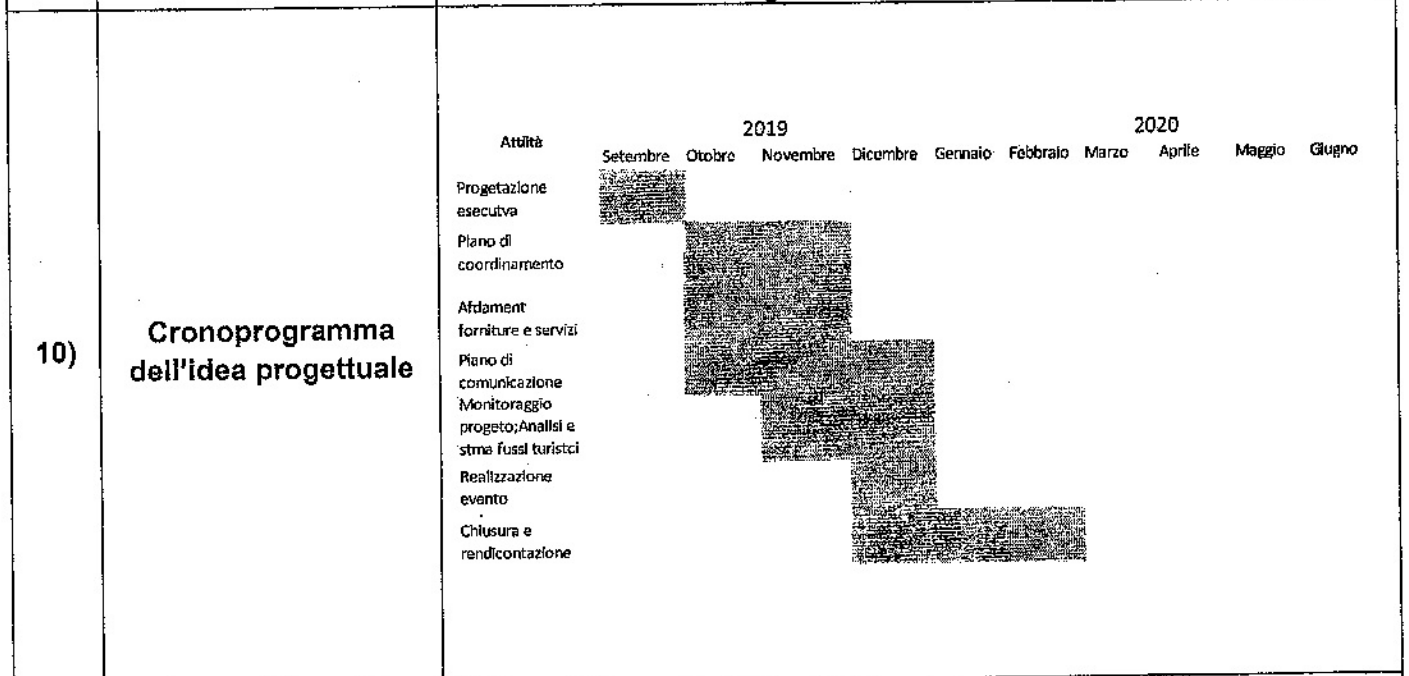 10)
Cronoprogramma
dell'idea progettuale
Attiità
2019
2020
Setembre Otobre Novembre Dicembre Gennaio Febbraio Marzo Aprile Maggio Giugno
Progetazione
esecutva
Piano di
coordinamento
Afdament
forniture e servizi
Piano di
comunicazione
Monitoraggio
progeto;Analisi e
stma fussi turistci
Realizzazione
evento
Chiusura e
rendicontazione